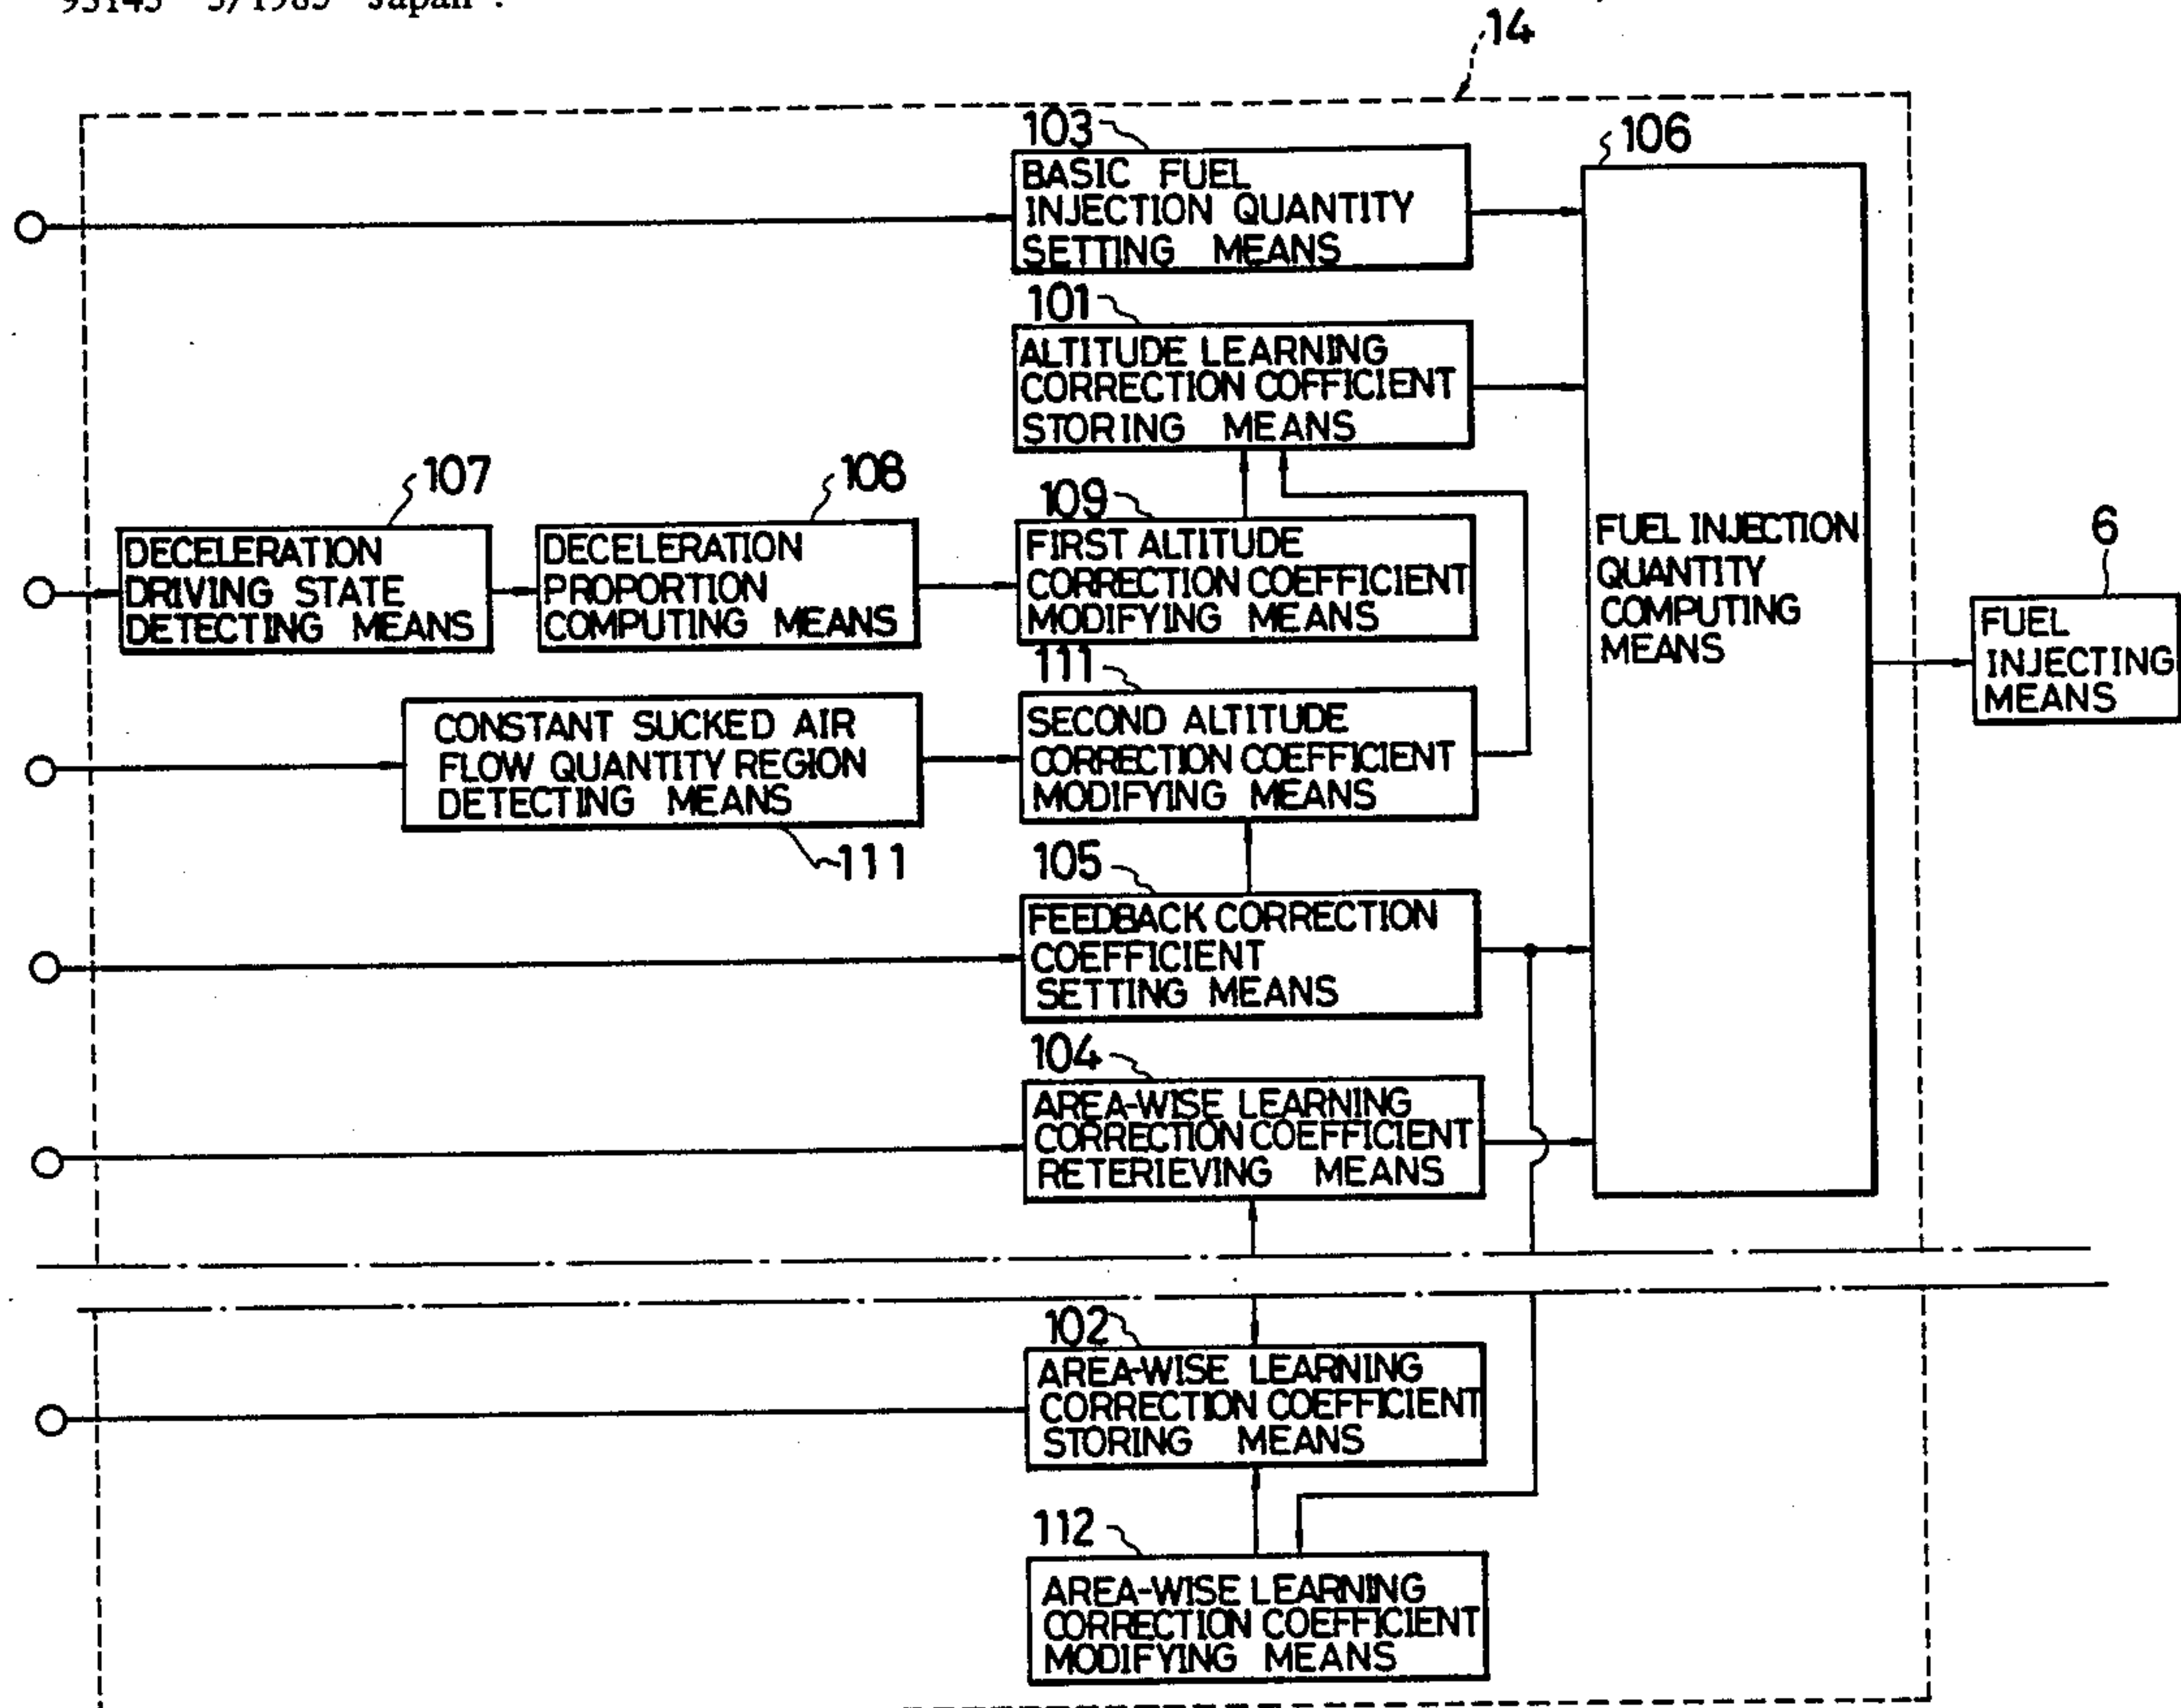 93145 3/1985 Japan .
14
103
BASIC FUEL
INJECTION QUANTITY
SETTING MEANS
106
FUEL INJECTION
QUANTITY
COMPUTING
MEANS
101
ALTITUDE LEARNING
CORRECTION COFFICIENT
STORING MEANS
107
DECELERATION
DRIVING STATE
DETECTING MEANS
108
DECELERATION
PROPORTION
COMPUTING MEANS
109
FIRST ALTITUDE
CORRECTION COEFFICIENT
MODIFYING MEANS
6
FUEL
INJECTING
MEANS
CONSTANT SUCKED AIR
FLOW QUANTITY REGION
DETECTING MEANS
111
111
SECOND ALTITUDE
CORRECTION COEFFICIENT
MODIFYING MEANS
105
FEEDBACK CORRECTION
COEFFICIENT
SETTING MEANS
104
AREA-WISE LEARNING
CORRECTION COEFFICIENT
RETERIEVING MEANS
102
AREA-WISE LEARNING
CORRECTION COEFFICIENT
STORING MEANS
112
AREA-WISE LEARNING
CORRECTION COEFFICIENT
MODIFYING MEANS